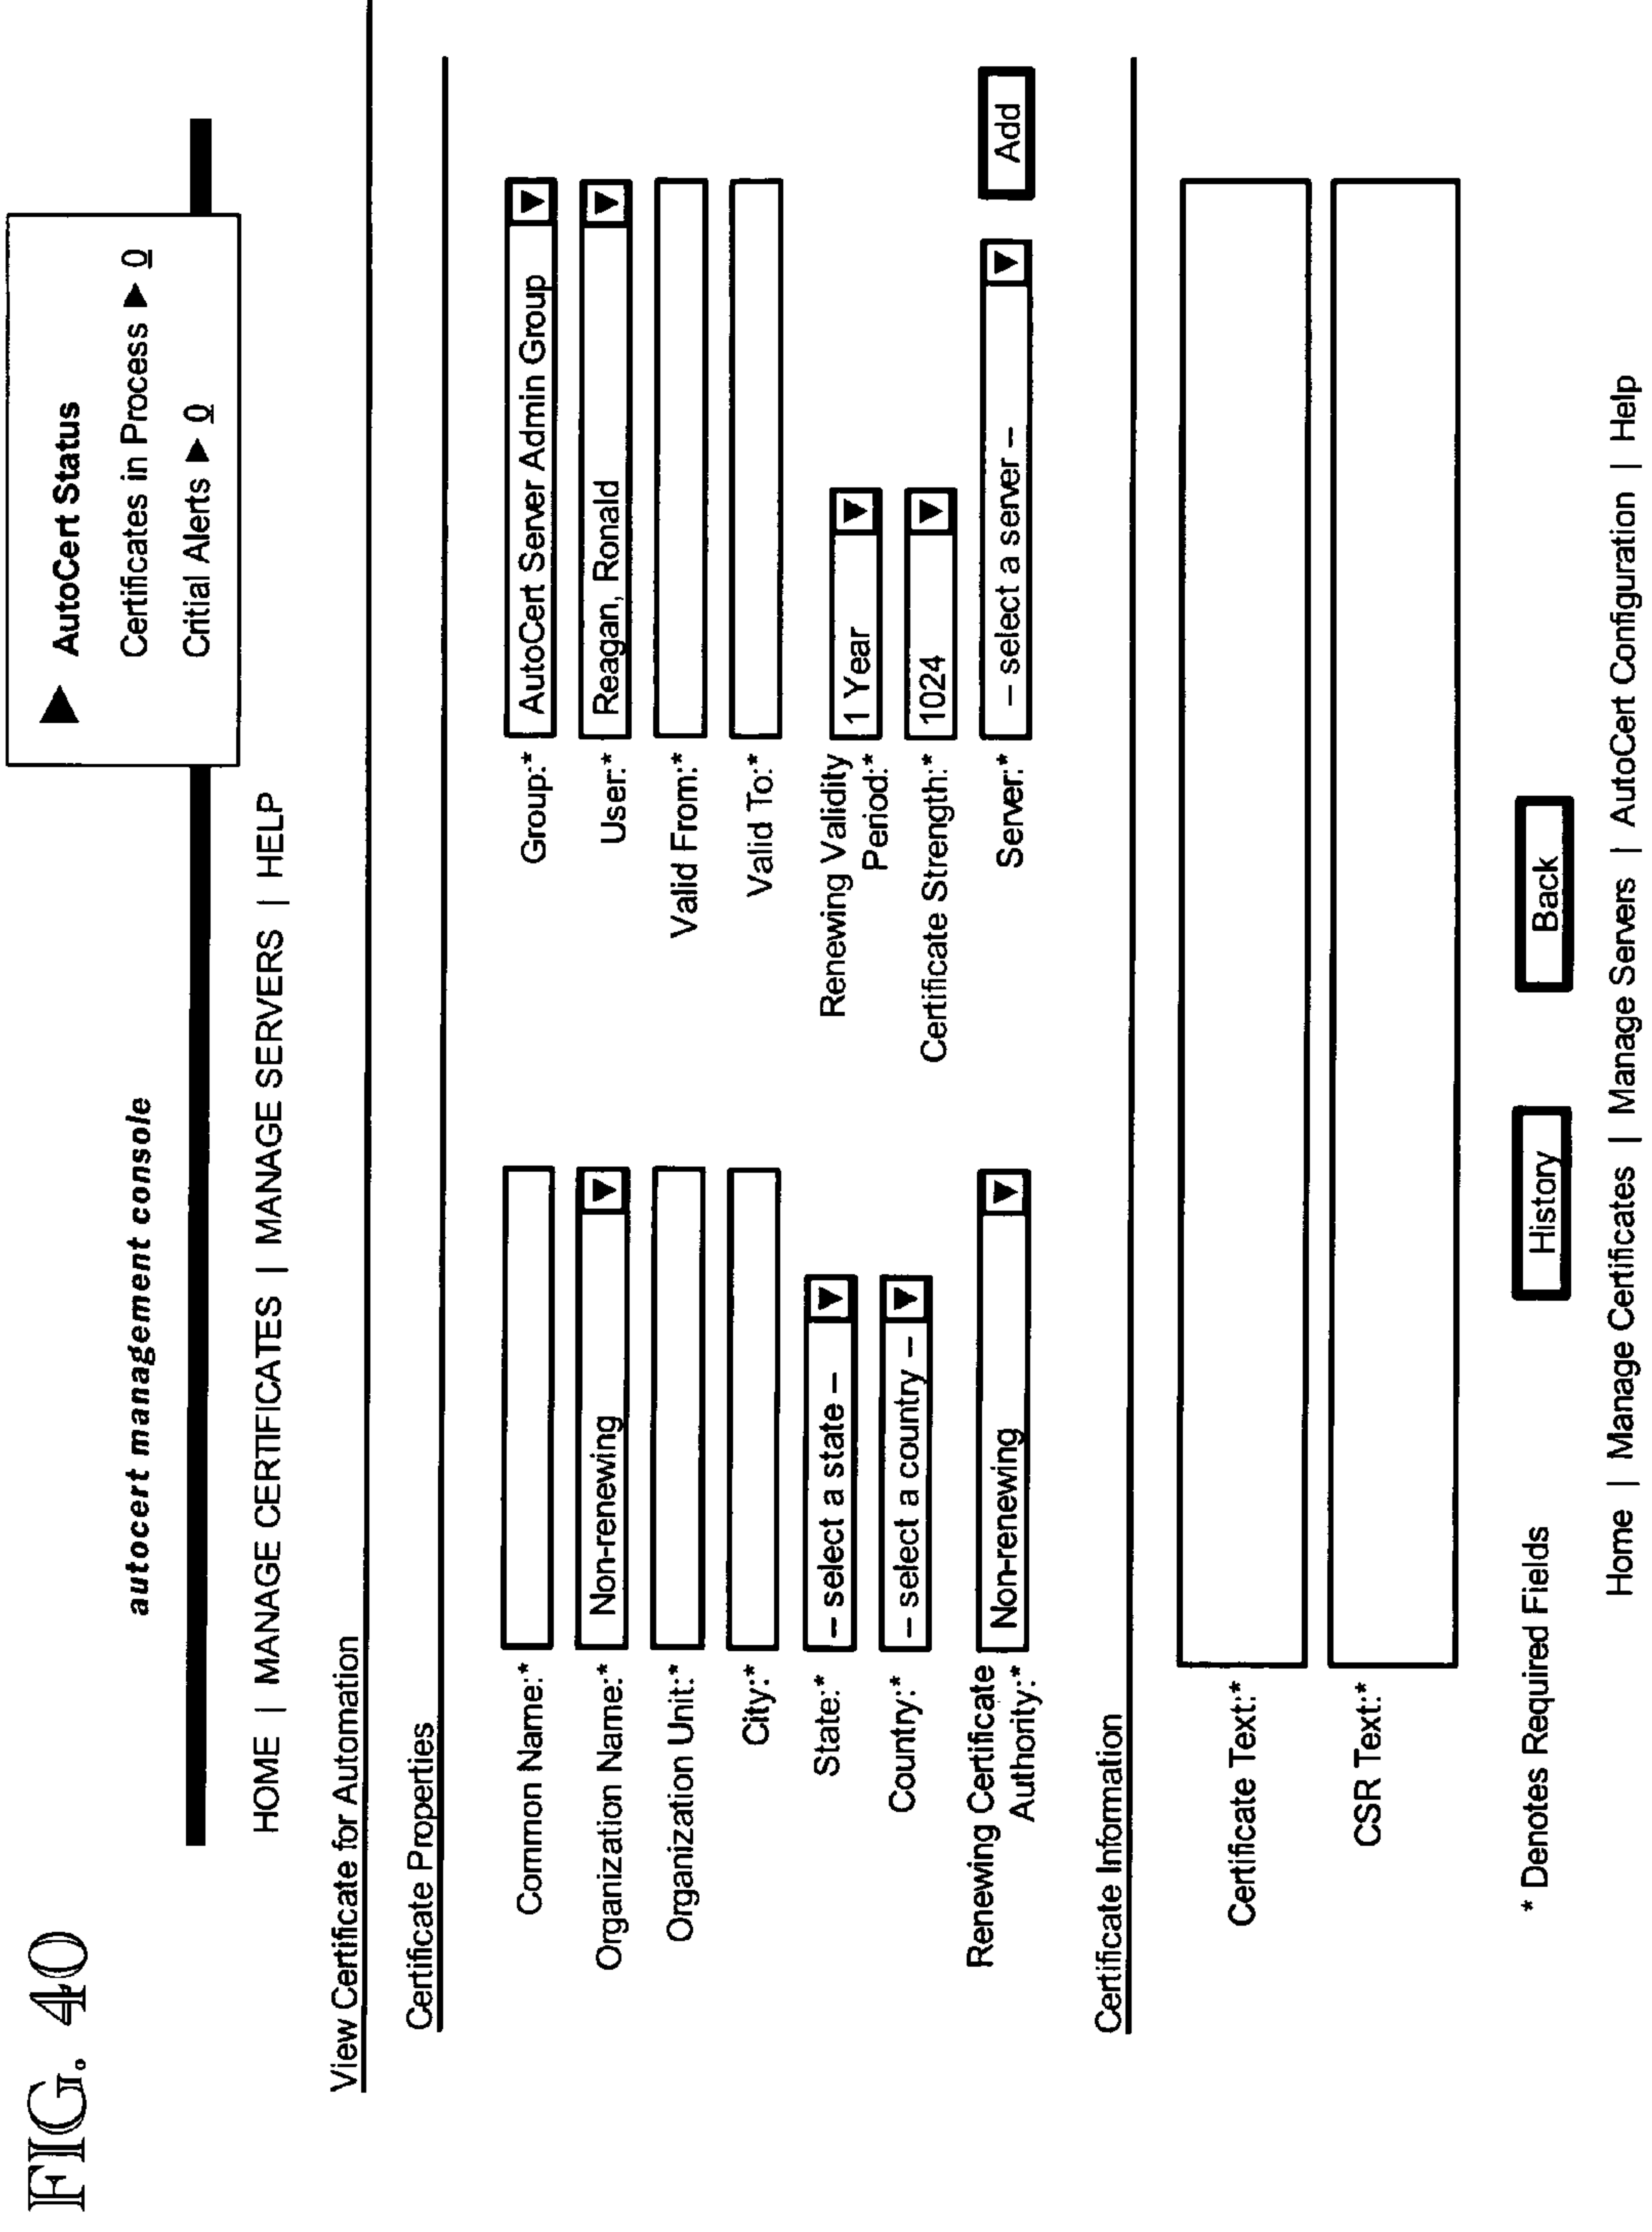 FIG. 40
autocert management console
AutoCert Status
Certificates in Process ▶ 0
Critial Alerts ▶ 0
HOME | MANAGE CERTIFICATES | MANAGE SERVERS | HELP
View Certificate for Automation
Certificate Properties
Common Name:*
Organization Name:* Non-renewing
Organization Unit:*
City:*
State:* – select a state –
Country:* – select a country –
Renewing Certificate
Authority:* Non-renewing
Group:* AutoCert Server Admin Group
User:* Reagan, Ronald
Valid From:*
Valid To:*
Renewing Validity
Period:* 1 Year
Certificate Strength:* 1024
Server:* – select a server – Add
Certificate Information
Certificate Text:*
CSR Text:*
* Denotes Required Fields
History Back
Home | Manage Certificates | Manage Servers | AutoCert Configuration | Help